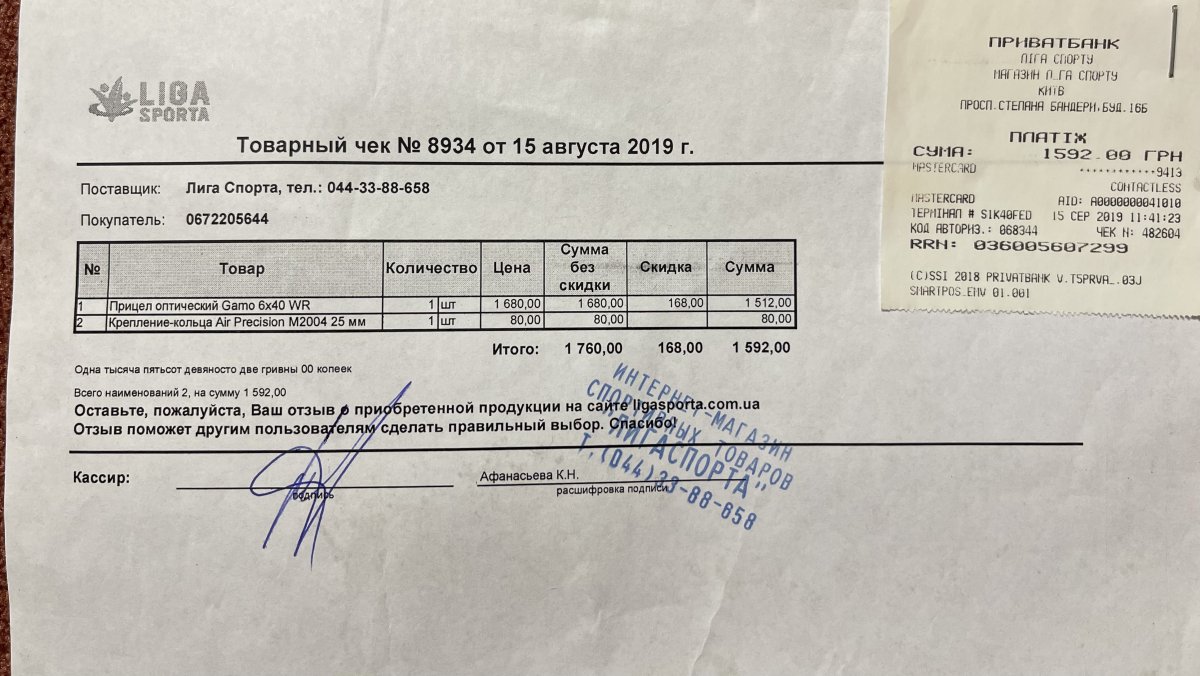 LIGA
SPORTA
Товарный чек № 8934 от 15 августа 2019 г.
Поставщик: Лига Спорта, тел.: 044-33-88-658
Покупатель: 0672205644
№ Товар Количество Цена Сумма без скидки Скидка Сумма
1 Прицел оптический Gamo 6x40 WR 1 шт 1 680,00 1 680,00 168,00 1 512,00
2 Крепление-кольца Air Precision M2004 25 мм 1 шт 80,00 80,00 80,00
Итого: 1 760,00 168,00 1 592,00
Одна тысяча пятьсот девяносто две гривны 00 копеек
Всего наименований 2, на сумму 1 592,00
Оставьте, пожалуйста, Ваш отзыв о приобретенной продукции на сайте ligasporta.com.ua
Отзыв поможет другим пользователям сделать правильный выбор. Спасибо!
Кассир:
подпись
Афанасьева К.Н.
расшифровка подписи
ИНТЕРНЕТ-МАГАЗИН
СПОРТИВНЫХ ТОВАРОВ
"ЛИГАСПОРТА"
Т.(044)33-88-658
ПРИВАТБАНК
ЛІГА СПОРТУ
МАГАЗИН Л_ГА СПОРТУ
КИЇВ
ПРОСП.СТЕПАНА БАНДЕРИ,БУД.16Б
ПЛАТІЖ
СУМА: 1592.00 ГРН
MASTERCARD ************9413
CONTACTLESS
MASTERCARD AID: A0000000041010
ТЕРМІНАЛ # S1K40FED 15 СЕР 2019 11:41:23
КОД АВТОРИЗ.: 068344 ЧЕК N: 482604
RRN: 036005607299
(C)SSI 2018 PRIVATBANK V.T5PRVA_.03J
SMARTPOS_EMV 01.001